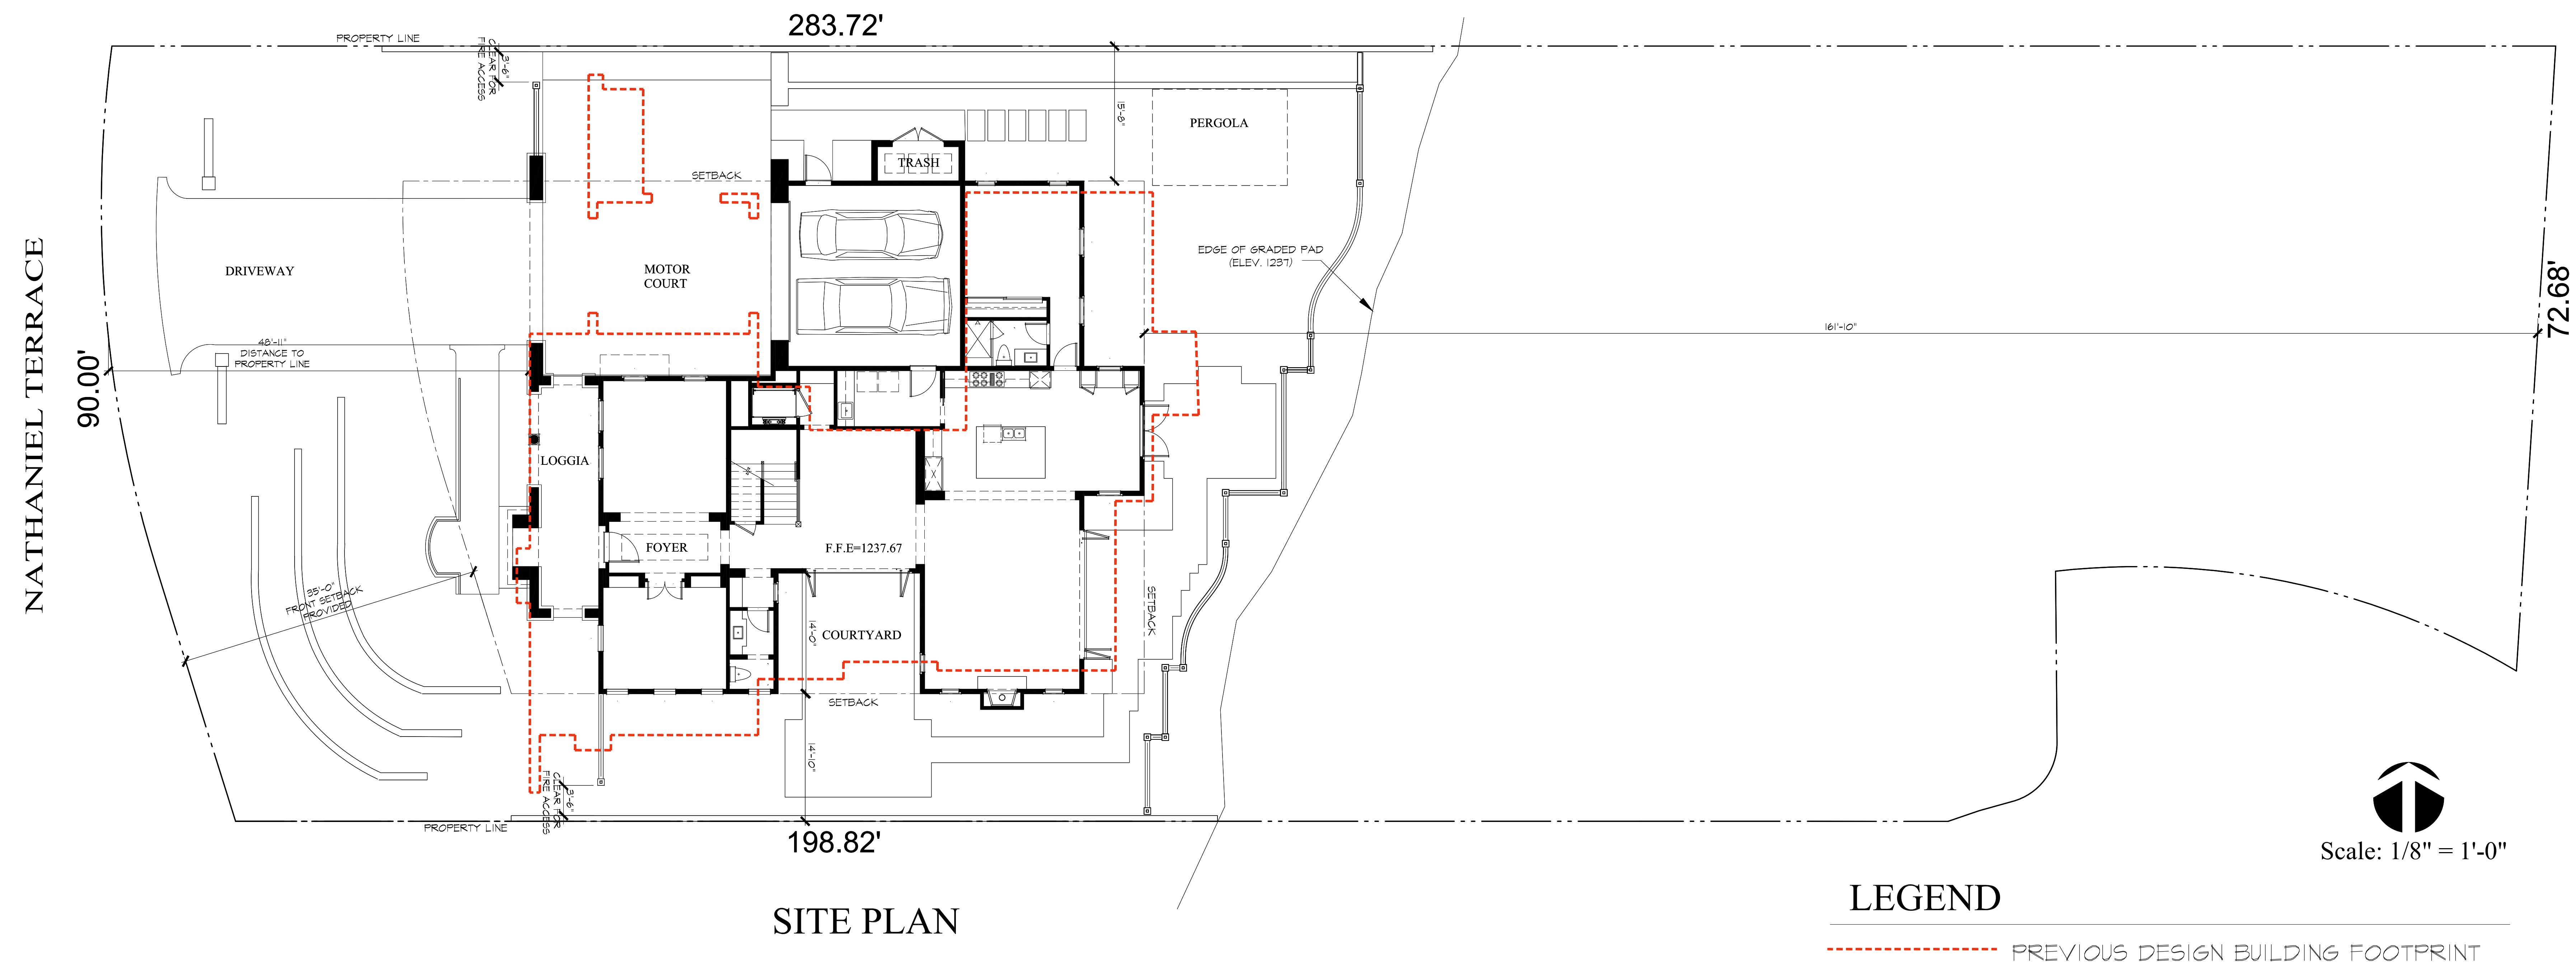 283.72'
PROPERTY LINE
3'-6"
CLEAR FOR
FIRE ACCESS
15'-8"
PERGOLA
TRASH
SETBACK
NATHANIEL TERRACE
DRIVEWAY
MOTOR
COURT
EDGE OF GRADED PAD
(ELEV. 1237)
72.68'
161'-10"
90.00'
48'-11"
DISTANCE TO
PROPERTY LINE
LOGGIA
FOYER
F.F.E=1237.67
35'-0"
FRONT SETBACK
PROVIDED
14'-0"
COURTYARD
SETBACK
SETBACK
14'-10"
3'-6"
CLEAR FOR
FIRE ACCESS
PROPERTY LINE
198.82'
Scale: 1/8" = 1'-0"
LEGEND
SITE PLAN
PREVIOUS DESIGN BUILDING FOOTPRINT